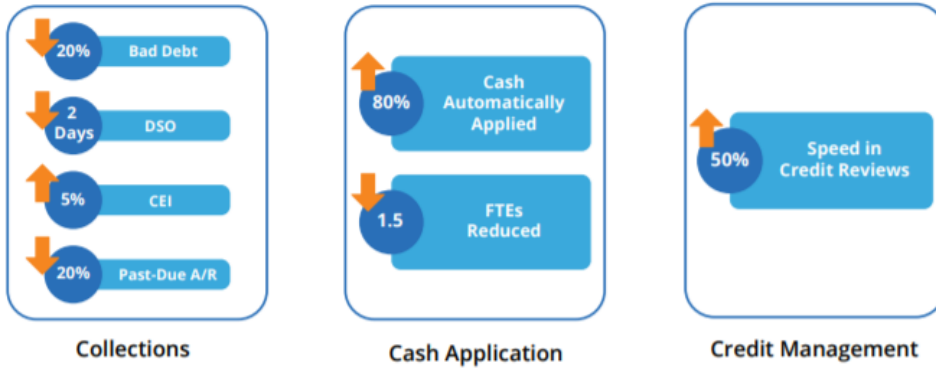 20% Bad Debt
2 Days DSO
5% CEI
20% Past-Due A/R
Collections
80%
Cash
Automatically
Applied
1.5
FTEs
Reduced
Cash Application
50%
Speed in
Credit Reviews
Credit Management